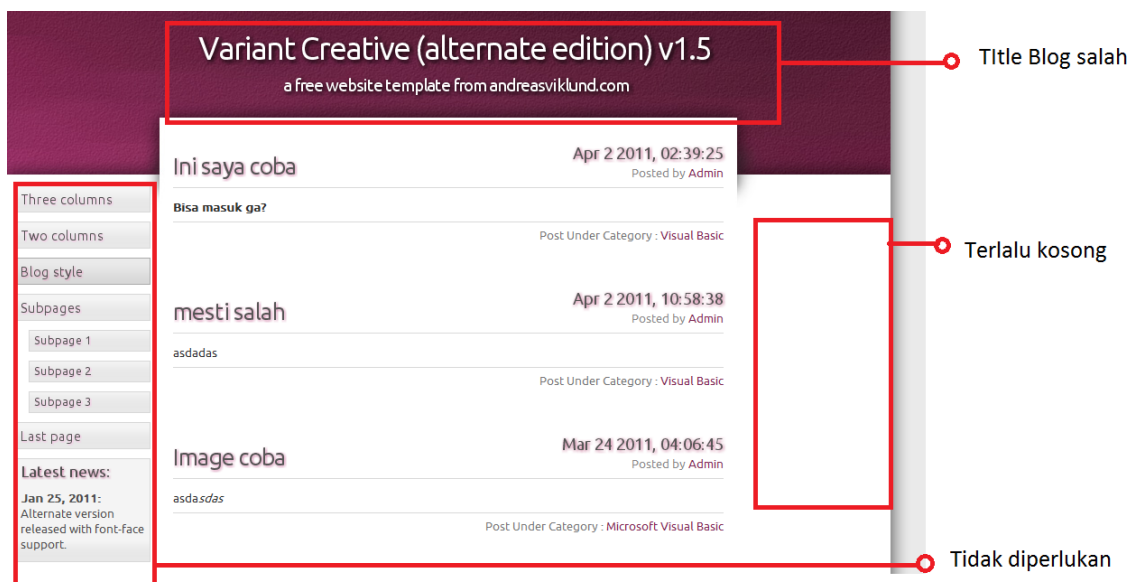 Variant Creative (alternate edition) v1.5
a free website template from andreasviklund.com
TItle Blog salah
Three columns
Two columns
Blog style
Subpages
Subpage 1
Subpage 2
Subpage 3
Last page
Latest news:
Jan 25, 2011:
Alternate version
released with font-face
support.
Ini saya coba
Apr 2 2011, 02:39:25
Posted by Admin
Bisa masuk ga?
Post Under Category : Visual Basic
mesti salah
Apr 2 2011, 10:58:38
Posted by Admin
asdadas
Post Under Category : Visual Basic
Image coba
Mar 24 2011, 04:06:45
Posted by Admin
asdasdas
Post Under Category : Microsoft Visual Basic
Terlalu kosong
Tidak diperlukan